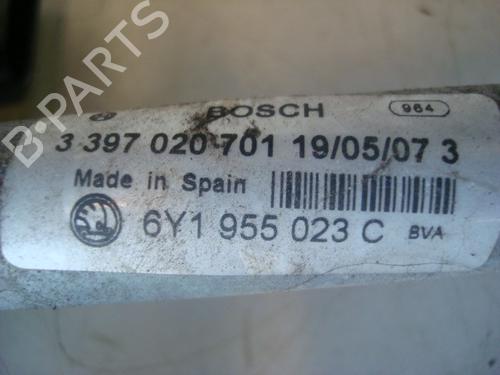 B·PARTS
BOSCH
964
3 397 020 701 19/05/07 3
Made in Spain
6Y1 955 023 C BVA